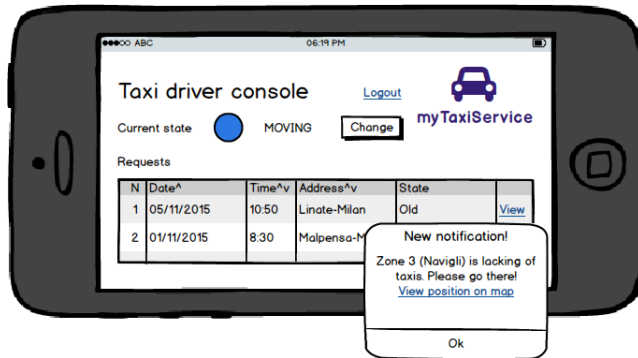 ABC 06:19 PM
Taxi driver console
Logout
myTaxiService
Current state MOVING Change
Requests
N Date^ Time^v Address^v State
1 05/11/2015 10:50 Linate-Milan Old View
2 01/11/2015 8:30 Malpensa-M
New notification!
Zone 3 (Navigli) is lacking of
taxis. Please go there!
View position on map
Ok